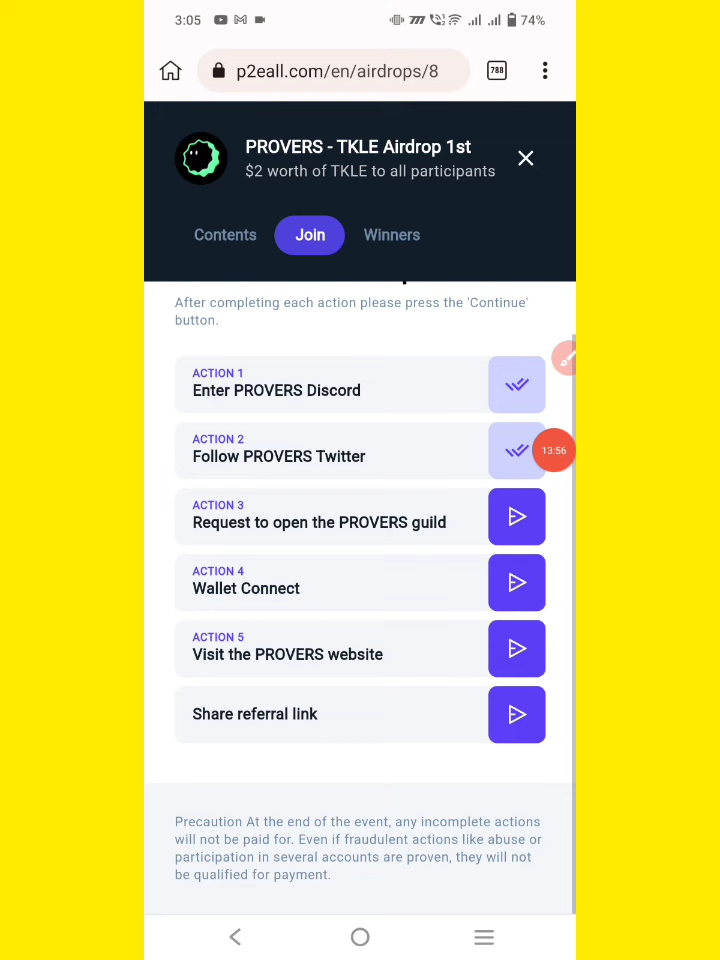 3:05
74%
p2eall.com/en/airdrops/8
788
PROVERS - TKLE Airdrop 1st
$2 worth of TKLE to all participants
Contents Join Winners
After completing each action please press the 'Continue'
button.
ACTION 1
Enter PROVERS Discord
ACTION 2
Follow PROVERS Twitter
13:56
ACTION 3
Request to open the PROVERS guild
ACTION 4
Wallet Connect
ACTION 5
Visit the PROVERS website
Share referral link
Precaution At the end of the event, any incomplete actions
will not be paid for. Even if fraudulent actions like abuse or
participation in several accounts are proven, they will not
be qualified for payment.